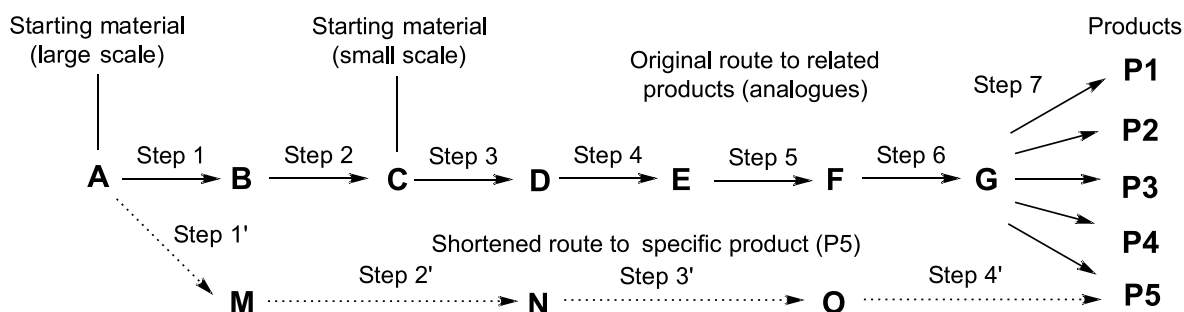 Starting material
(large scale)
Starting material
(small scale)
Original route to related
products (analogues)
Products
Step 7
P1
P2
P3
P4
P5
A Step 1 B Step 2 C Step 3 D Step 4 E Step 5 F Step 6 G
Step 1'
Shortened route to specific product (P5)
Step 2' Step 3' Step 4'
M N O